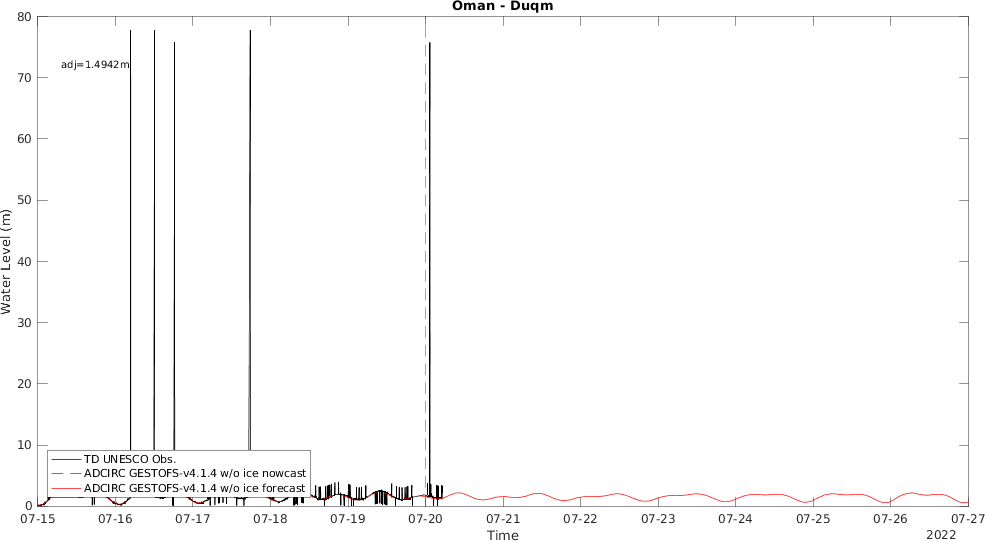 Oman - Duqm
80
70
60
50
40
30
20
10
0
Water Level (m)
adj=1.4942m
TD UNESCO Obs.
ADCIRC GESTOFS-v4.1.4 w/o ice nowcast
ADCIRC GESTOFS-v4.1.4 w/o ice forecast
07-15 07-16 07-17 07-18 07-19 07-20 07-21 07-22 07-23 07-24 07-25 07-26 07-27
Time
2022